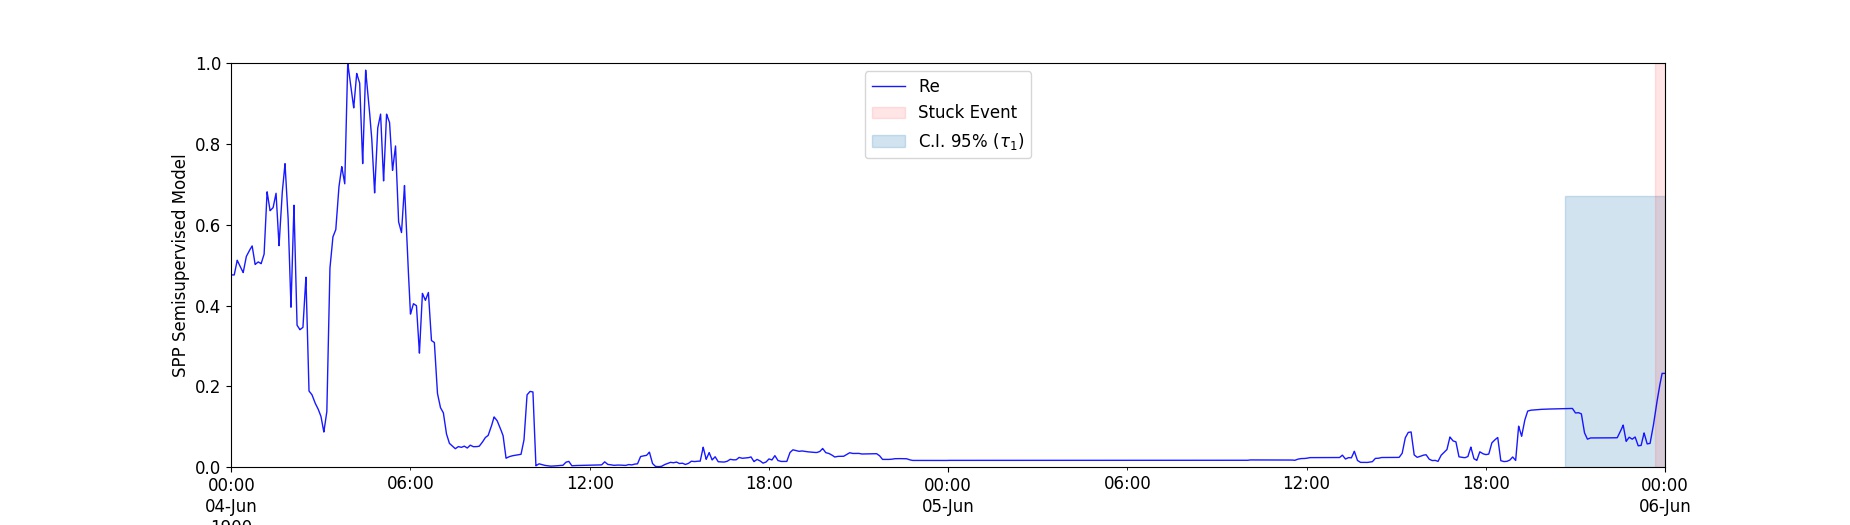 1.0
0.8
0.6
0.4
0.2
0.0
SPP Semisupervised Model
Re
Stuck Event
C.I. 95% (τ₁)
00:00 06:00 12:00 18:00 00:00 06:00 12:00 18:00 00:00
04-Jun 05-Jun 06-Jun
1900